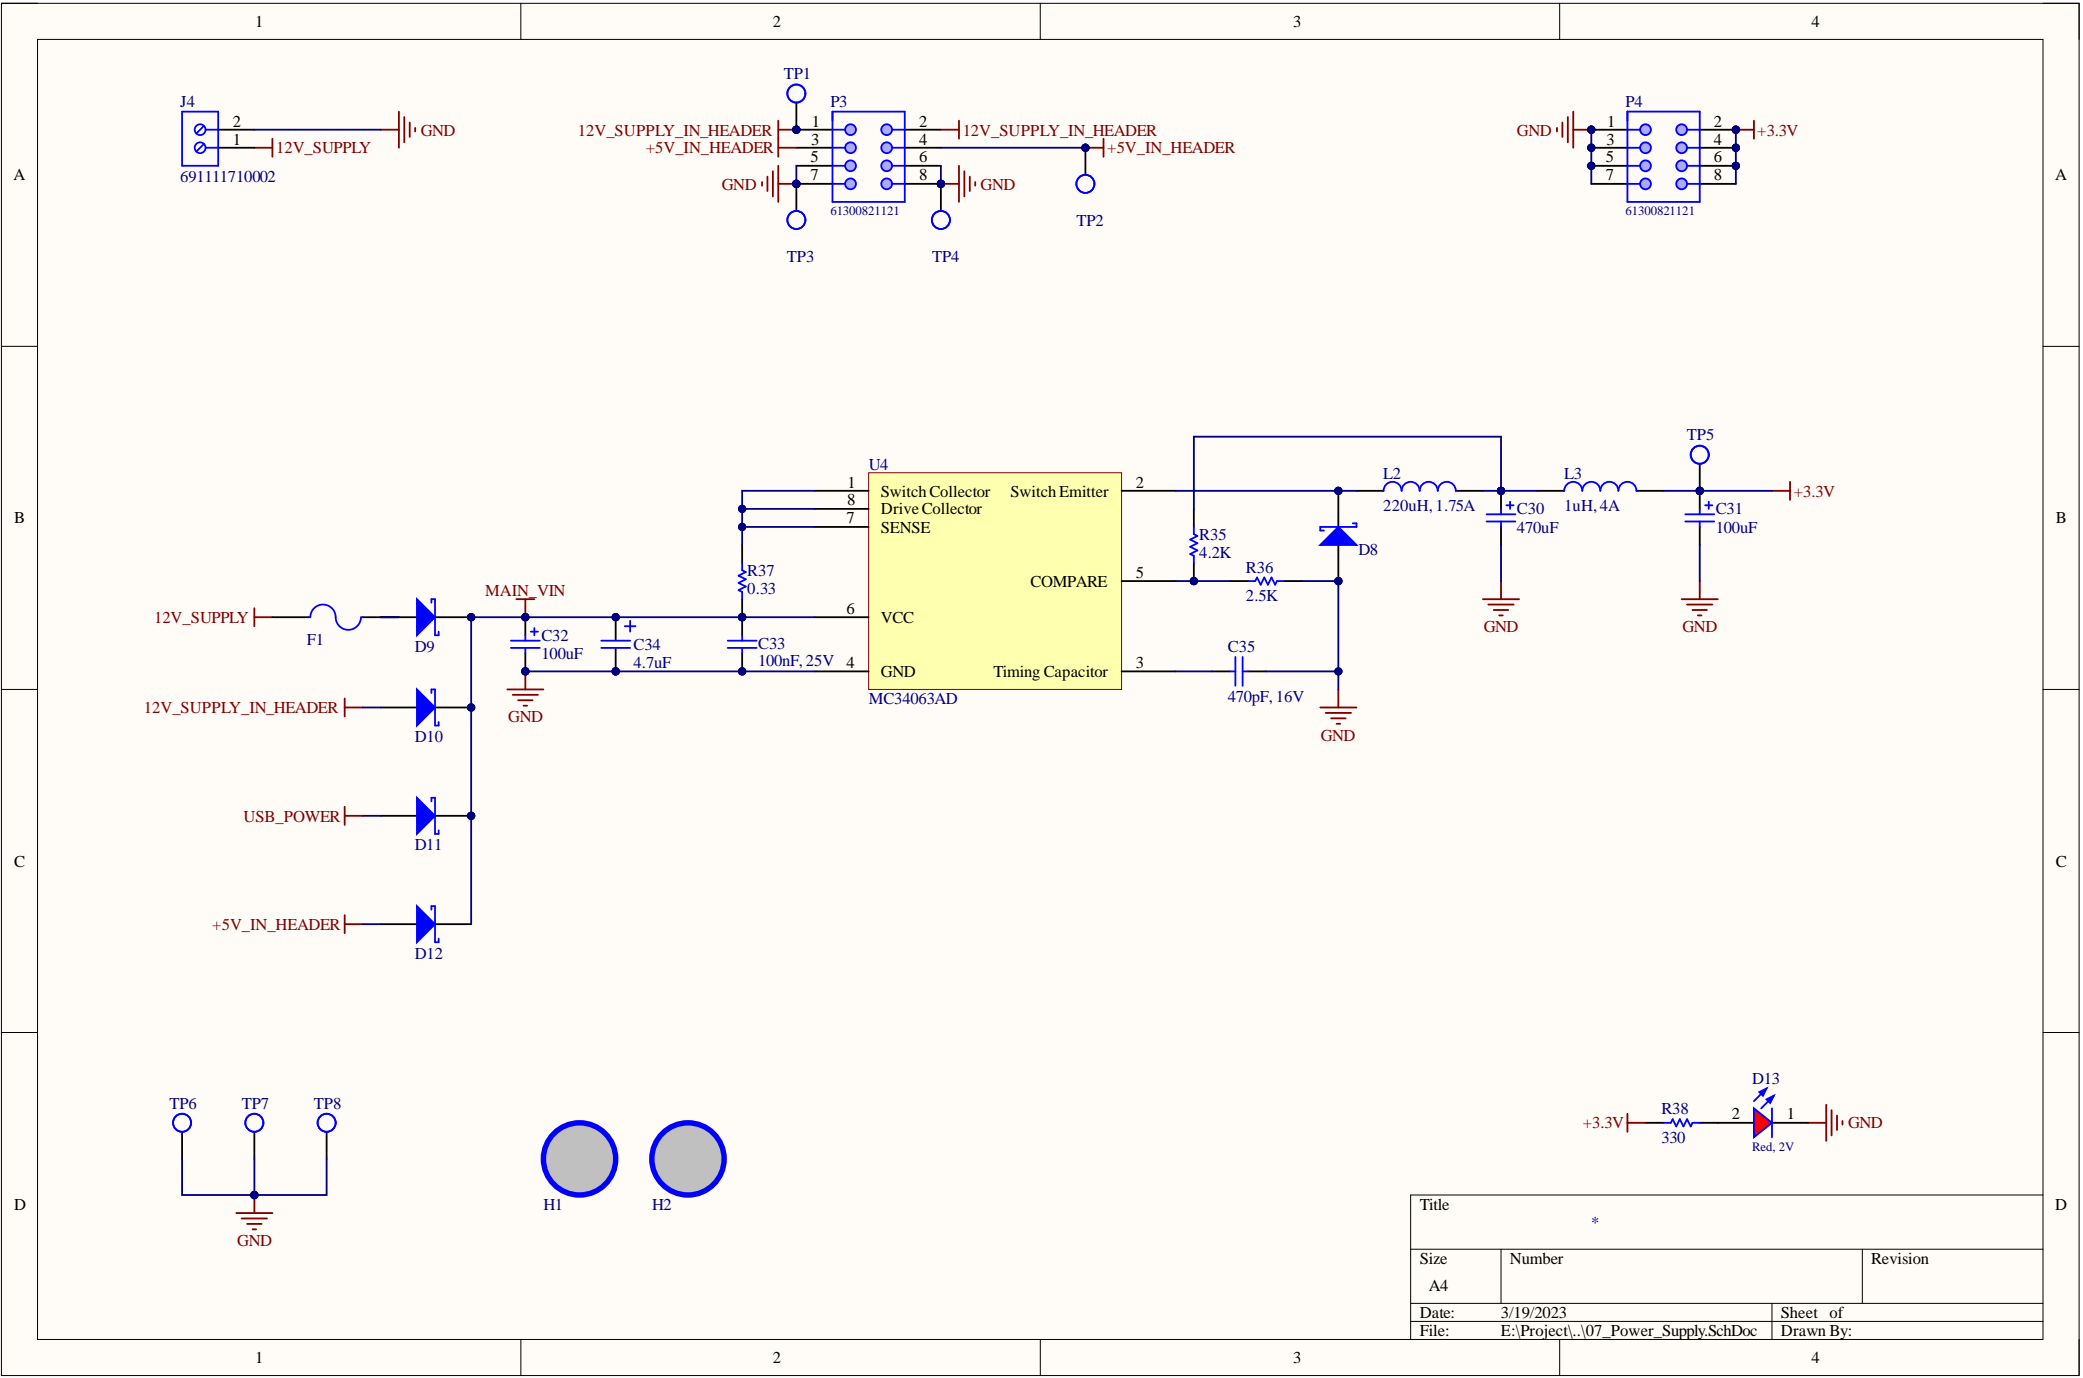 1 2 3 4
A A
B B
C C
D D
1 2 3 4
J4
2
1
GND
12V_SUPPLY
691111710002
TP1
P3
12V_SUPPLY_IN_HEADER 1 2 12V_SUPPLY_IN_HEADER
+5V_IN_HEADER 3 4 +5V_IN_HEADER
5 6
GND 7 8 GND
61300821121
TP2
TP3 TP4
P4
GND 1 2 +3.3V
3 4
5 6
7 8
61300821121
U4
1 Switch Collector Switch Emitter 2
8 Drive Collector
7 SENSE
COMPARE 5
6 VCC
4 GND Timing Capacitor 3
MC34063AD
R37
0.33
MAIN_VIN
12V_SUPPLY
F1
D9
C32
100uF
C34
4.7uF
C33
100nF, 25V
GND
12V_SUPPLY_IN_HEADER
D10
USB_POWER
D11
+5V_IN_HEADER
D12
R35
4.2K
R36
2.5K
D8
C35
470pF, 16V
GND
L2
220uH, 1.75A
C30
470uF
GND
L3
1uH, 4A
TP5
+3.3V
C31
100uF
GND
TP6 TP7 TP8
GND
H1 H2
D13
+3.3V R38 2 1 GND
330
Red, 2V
Title
*
Size Number Revision
A4
Date: 3/19/2023 Sheet of
File: E:\Project\..\07_Power_Supply.SchDoc Drawn By: